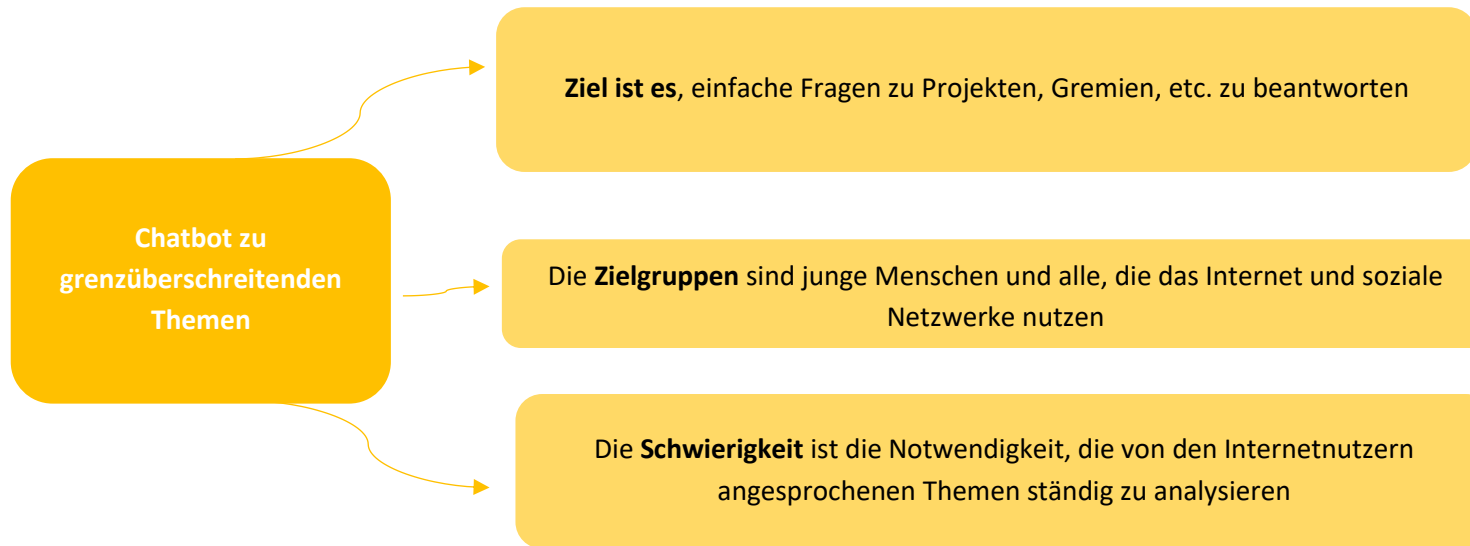 Ziel ist es, einfache Fragen zu Projekten, Gremien, etc. zu beantworten
Chatbot zu
grenzüberschreitenden
Themen
Die Zielgruppen sind junge Menschen und alle, die das Internet und soziale
Netzwerke nutzen
Die Schwierigkeit ist die Notwendigkeit, die von den Internetnutzern
angesprochenen Themen ständig zu analysieren